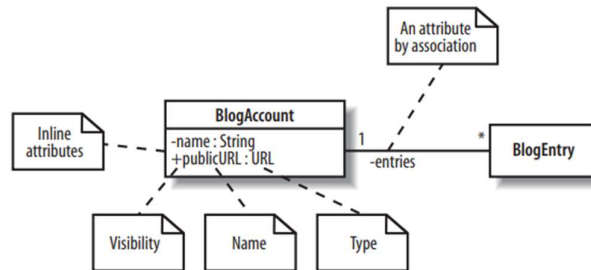 An attribute
by association
BlogAccount
Inline
attributes
-name : String
+publicURL : URL
1
-entries
*
BlogEntry
Visibility
Name
Type